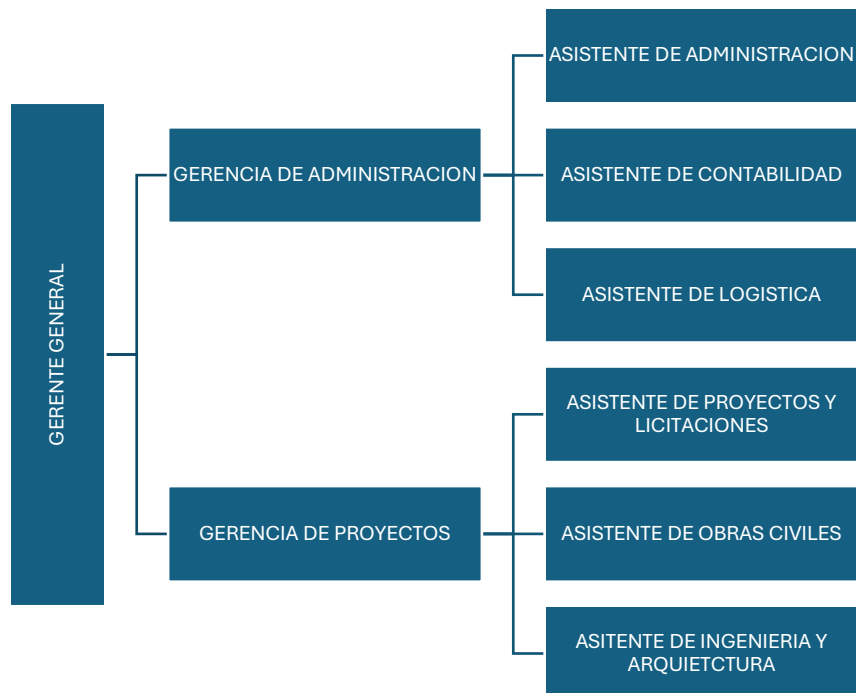 GERENTE GENERAL
GERENCIA DE ADMINISTRACION
ASISTENTE DE ADMINISTRACION
ASISTENTE DE CONTABILIDAD
ASISTENTE DE LOGISTICA
GERENCIA DE PROYECTOS
ASISTENTE DE PROYECTOS Y
LICITACIONES
ASISTENTE DE OBRAS CIVILES
ASITENTE DE INGENIERIA Y
ARQUIETCTURA